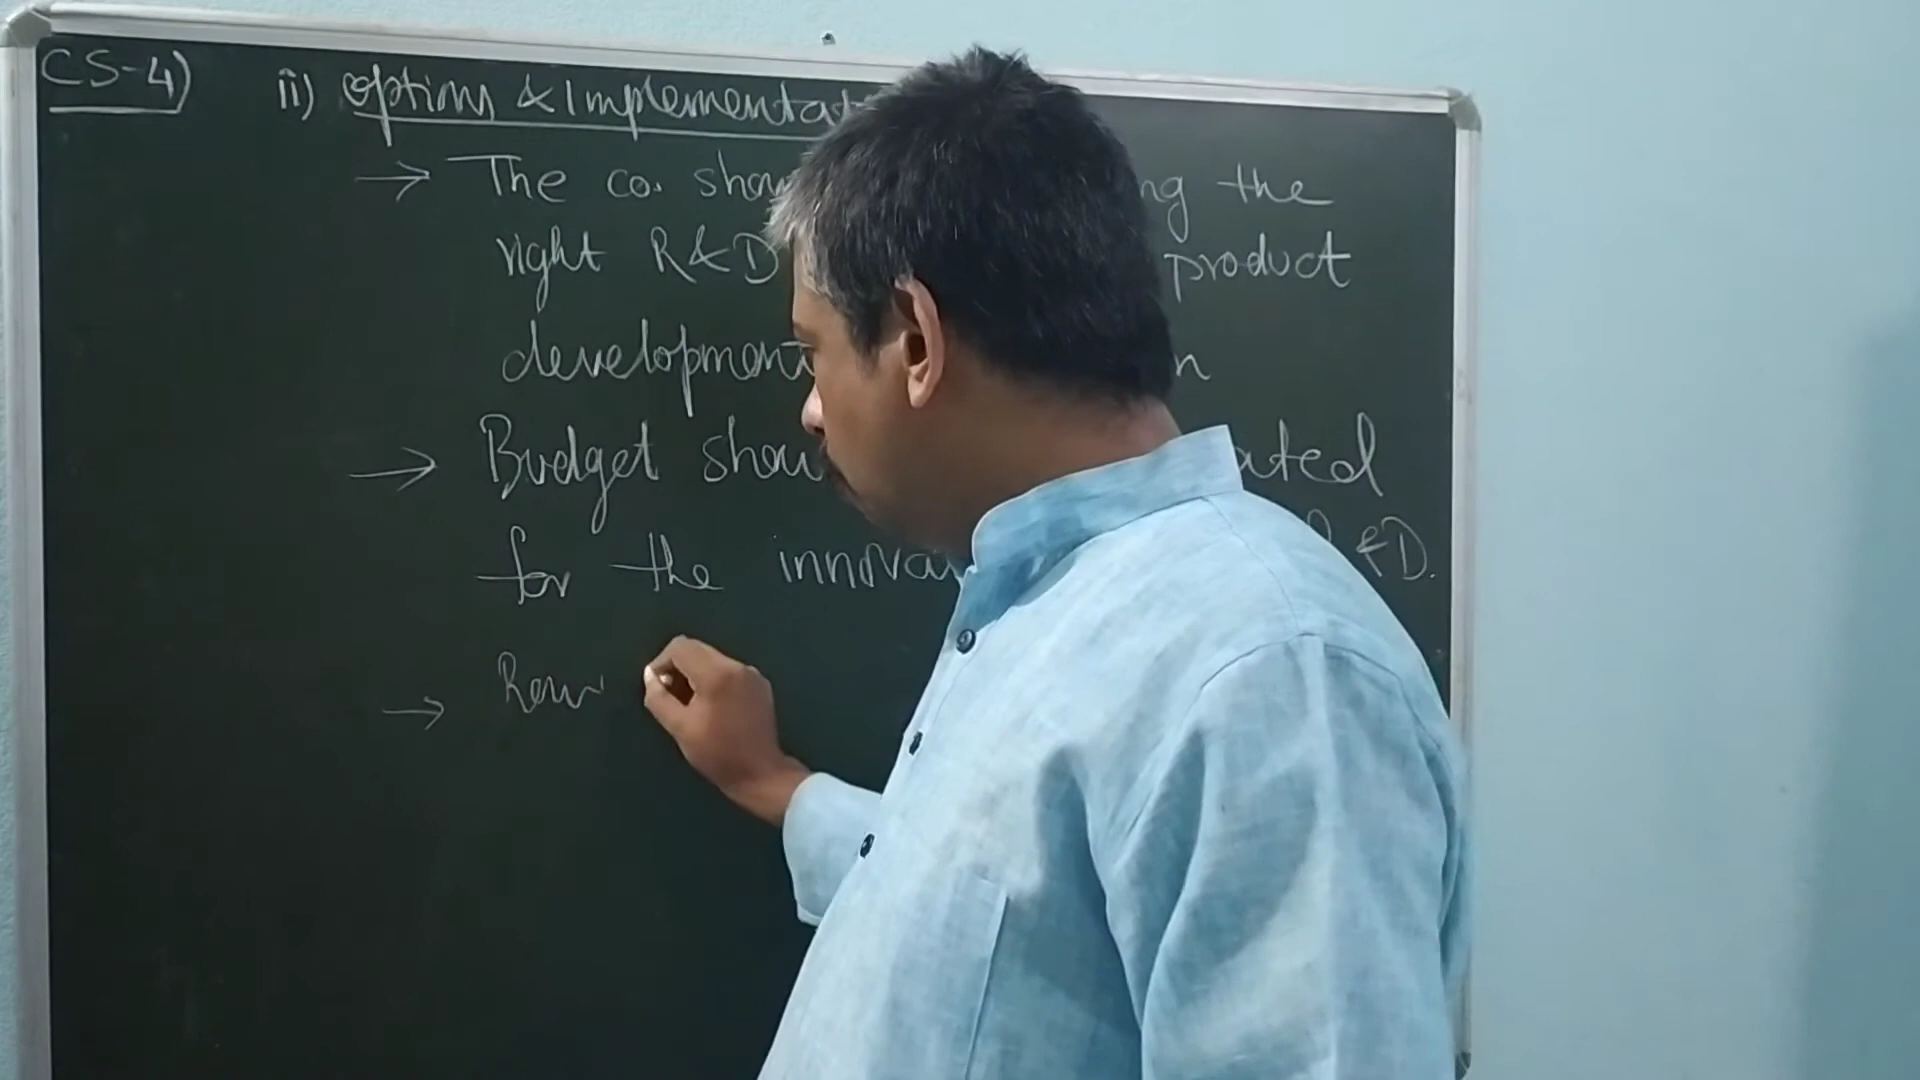 CS-4) ii) Options & Implementat
The co. shou ng the
right R&D product
development n
→ Budget shou ated
for the innova &D.
→ Rew